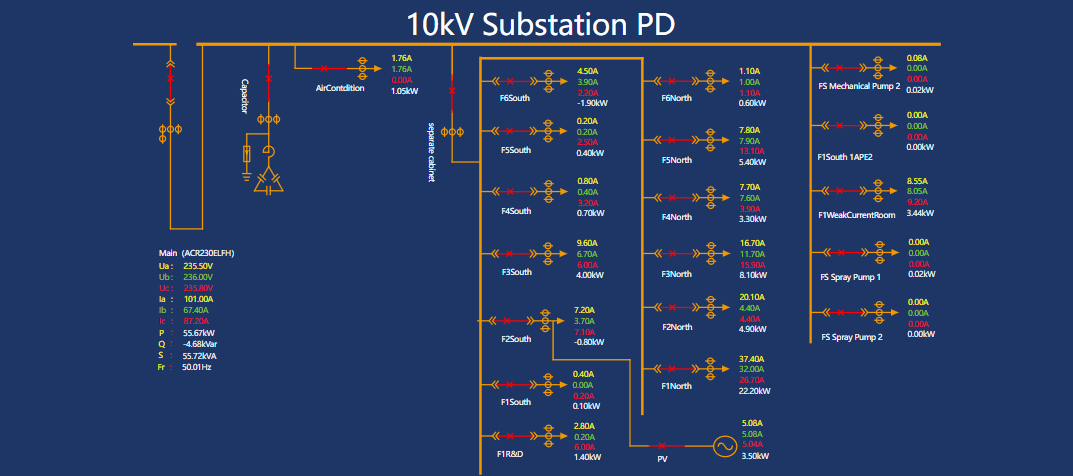 10kV Substation PD
Capacitor
1.76A
1.76A
0.00A
1.05kW
AirContdition
separate cabinet
Main (ACR230ELFH)
Ua : 235.50V
Ub : 236.00V
Uc : 235.80V
Ia : 101.00A
Ib : 67.40A
Ic : 87.20A
P : 55.67kW
Q : -4.68kVar
S : 55.72kVA
Fr : 50.01Hz
4.50A
3.90A
2.20A
-1.90kW
F6South
0.20A
0.20A
2.50A
0.40kW
F5South
0.80A
0.40A
3.20A
0.70kW
F4South
9.60A
6.70A
6.00A
4.00kW
F3South
7.20A
3.70A
7.10A
-0.80kW
F2South
0.40A
0.00A
0.20A
0.10kW
F1South
2.80A
0.20A
6.00A
1.40kW
F1R&D
1.10A
1.00A
1.10A
0.60kW
F6North
7.80A
7.90A
13.10A
5.40kW
F5North
7.70A
7.60A
3.90A
3.30kW
F4North
16.70A
11.70A
15.90A
8.10kW
F3North
20.10A
4.40A
4.40A
4.90kW
F2North
37.40A
32.00A
26.70A
22.20kW
F1North
5.08A
5.08A
5.04A
3.50kW
PV
0.08A
0.00A
0.00A
0.02kW
FS Mechanical Pump 2
0.00A
0.00A
0.00A
0.00kW
F1South 1APE2
8.55A
8.05A
9.20A
3.44kW
F1WeakCurrentRoom
0.00A
0.00A
0.00A
0.02kW
FS Spray Pump 1
0.00A
0.00A
0.00A
0.00kW
FS Spray Pump 2